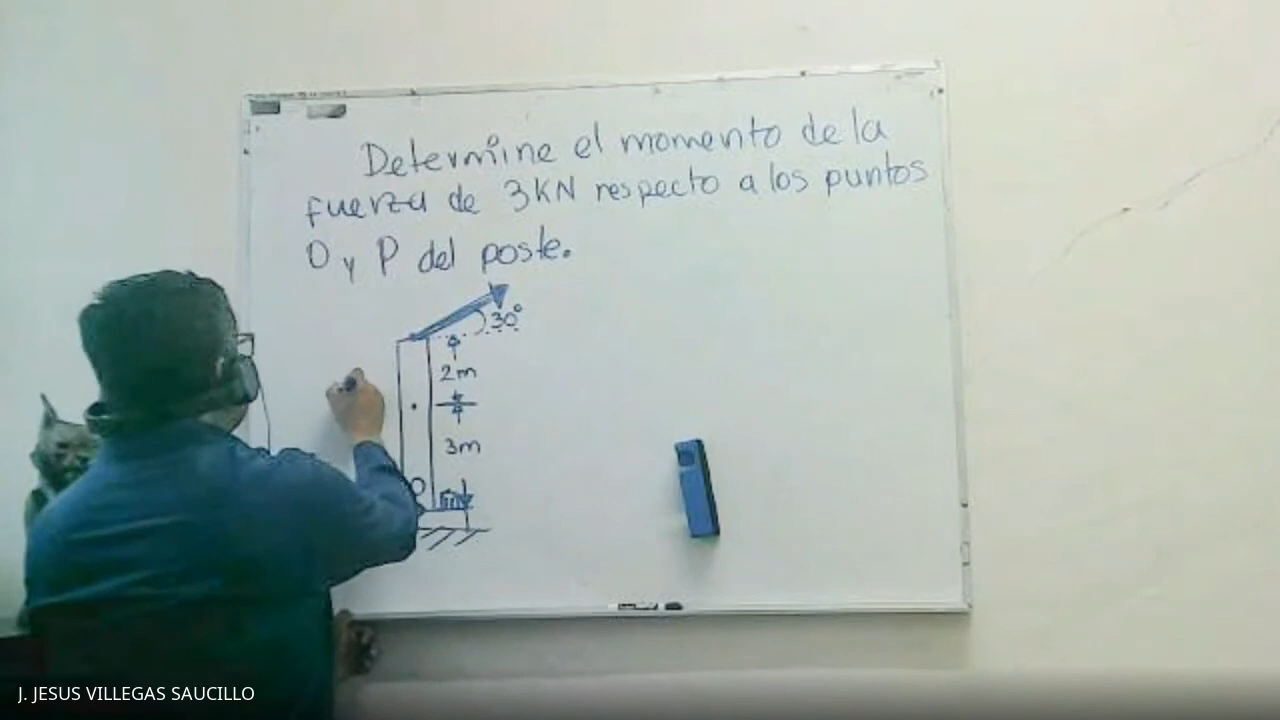 Determine el momento de la
fuerza de 3KN respecto a los puntos
O y P del poste.
30°
2m
3m
O
J. JESUS VILLEGAS SAUCILLO